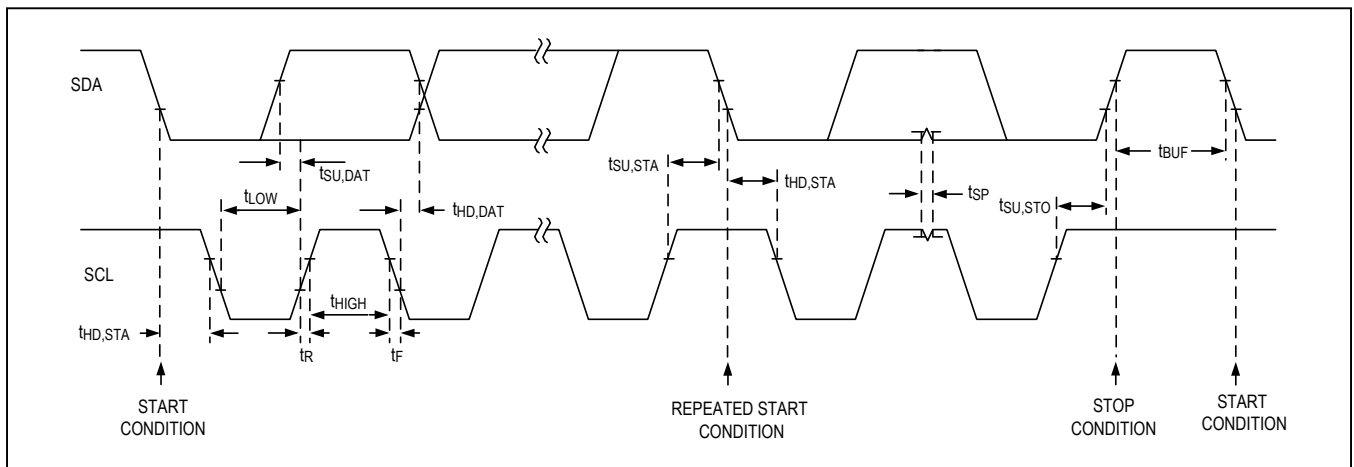 SDA
tSU,DAT
tLOW
tHD,DAT
tSU,STA
tHD,STA
tSP
tSU,STO
tBUF
SCL
tHD,STA
tR
tHIGH
tF
START
CONDITION
REPEATED START
CONDITION
STOP
CONDITION
START
CONDITION